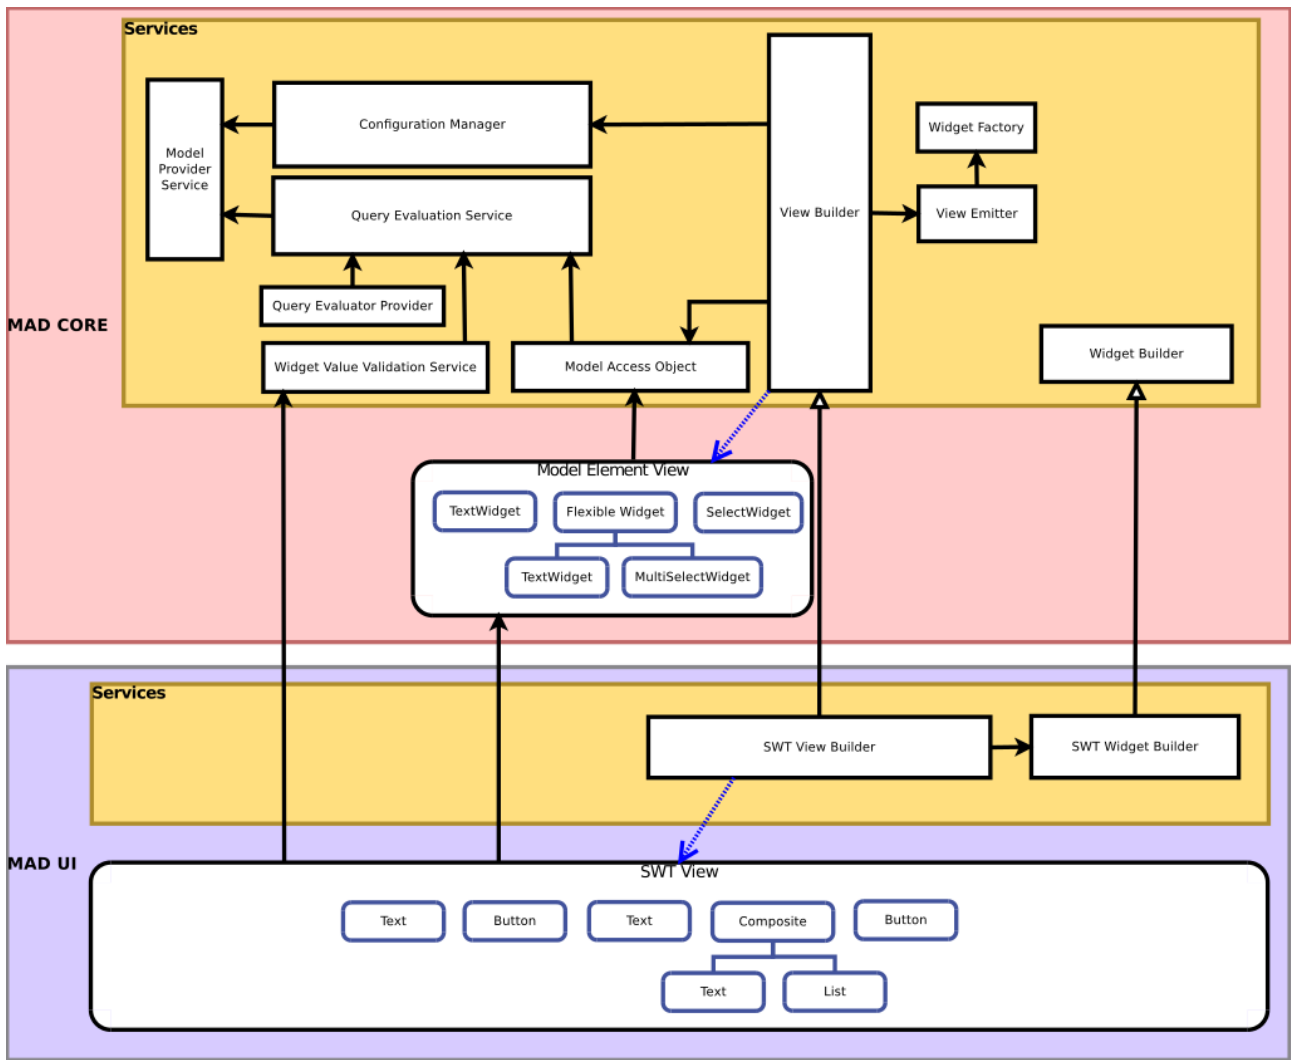 Services
Configuration Manager
Model
Provider
Service
Widget Factory
View Builder
Query Evaluation Service
View Emitter
Query Evaluator Provider
MAD CORE
Widget Builder
Widget Value Validation Service
Model Access Object
Model Element View
TextWidget
Flexible Widget
SelectWidget
TextWidget
MultiSelectWidget
Services
SWT View Builder
SWT Widget Builder
MAD UI
SWT View
Text
Button
Text
Composite
Button
Text
List